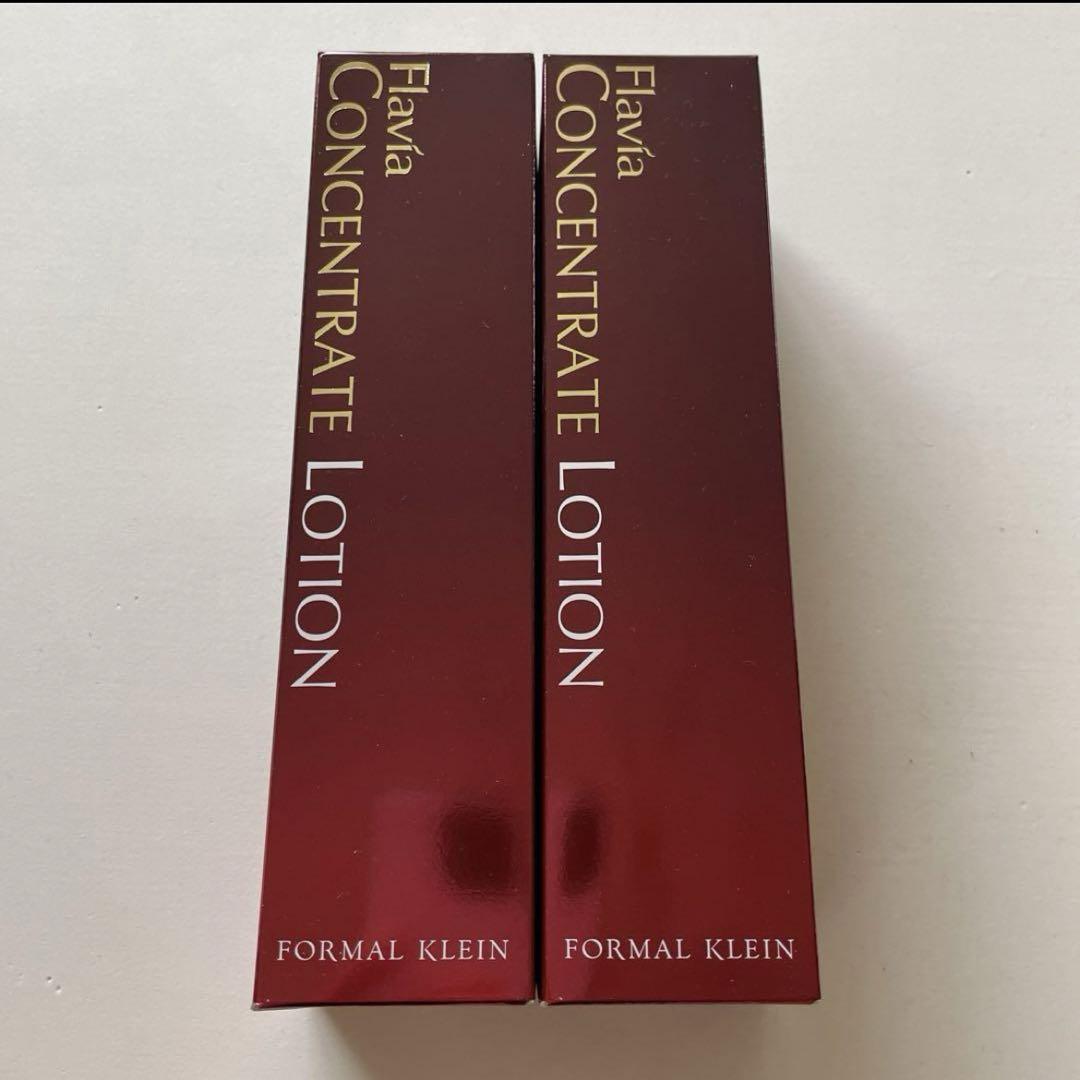 Flavía
CONCENTRATE LOTION
FORMAL KLEIN
Flavía
CONCENTRATE LOTION
FORMAL KLEIN